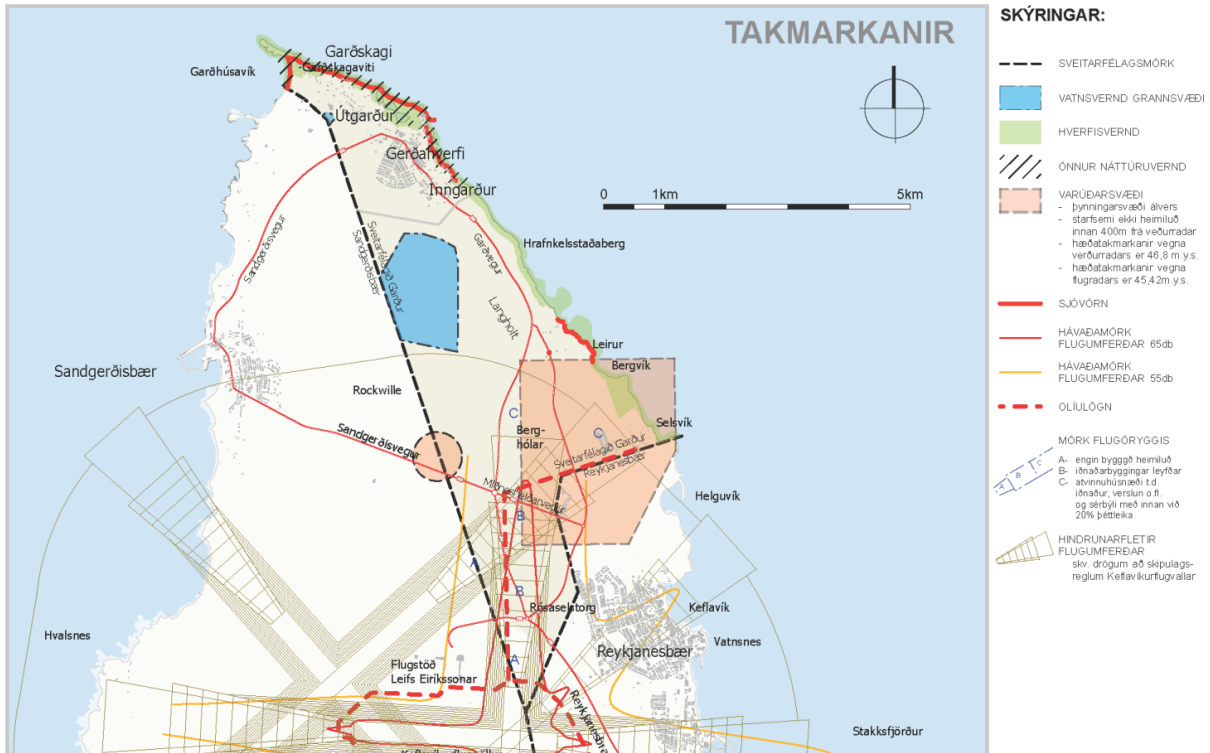 TAKMARKANIR
Garðskagi
Garðhúsavík
Garðskagaviti
Útgarður
Gerðahverfi
Inngarður
0
1km
5km
Sandgerðisvegur
Sveitarfélagið Garður
Sandgerðisbær
Garðvegur
Hrafnkelsstaðaberg
Langholt
Leirur
Bergvík
Sandgerðisbær
Rockwille
C
Berg-
hólar
C
Selsvík
Sandgerðisvegur
Sveitarfélagið Garður
Reykjanesbær
Helguvík
B
A
B
Rósaselstorg
Keflavík
Hvalsnes
Vatnsnes
Reykjanesbær
Flugstöð
Leifs Eiríkssonar
A
Stakksfjörður
SKÝRINGAR:
SVEITARFÉLAGSMÖRK
VATNSVERND GRANNSVÆÐI
HVERFISVERND
ÖNNUR NÁTTÚRUVERND
VARÚÐARSVÆÐI
- þynningarsvæði álvers
- starfsemi ekki heimiluð
innan 400m frá veðurradar
- hæðatakmarkanir vegna
verðurradars er 46,8 m.y.s.
- hæðatakmarkanir vegna
flugradars er 45,42m.y.s.
SJÓVÖRN
HÁVAÐAMÖRK
FLUGUMFERÐAR 65db
HÁVAÐAMÖRK
FLUGUMFERÐAR 55db
OLÍULÖGN
MÖRK FLUGÖRYGGIS
A B C
A- engin bygggð heimiluð
B- iðnaðarbyggingar leyfðar
C- atvinnuhúsnæði t.d.
iðnaður, verslun o.fl.
og sérbýli með innan við
20% þéttleika
HINDRUNARFLETIR
FLUGUMFERÐAR
skv. drögum að skipulags-
reglum Keflavíkurflugvallar